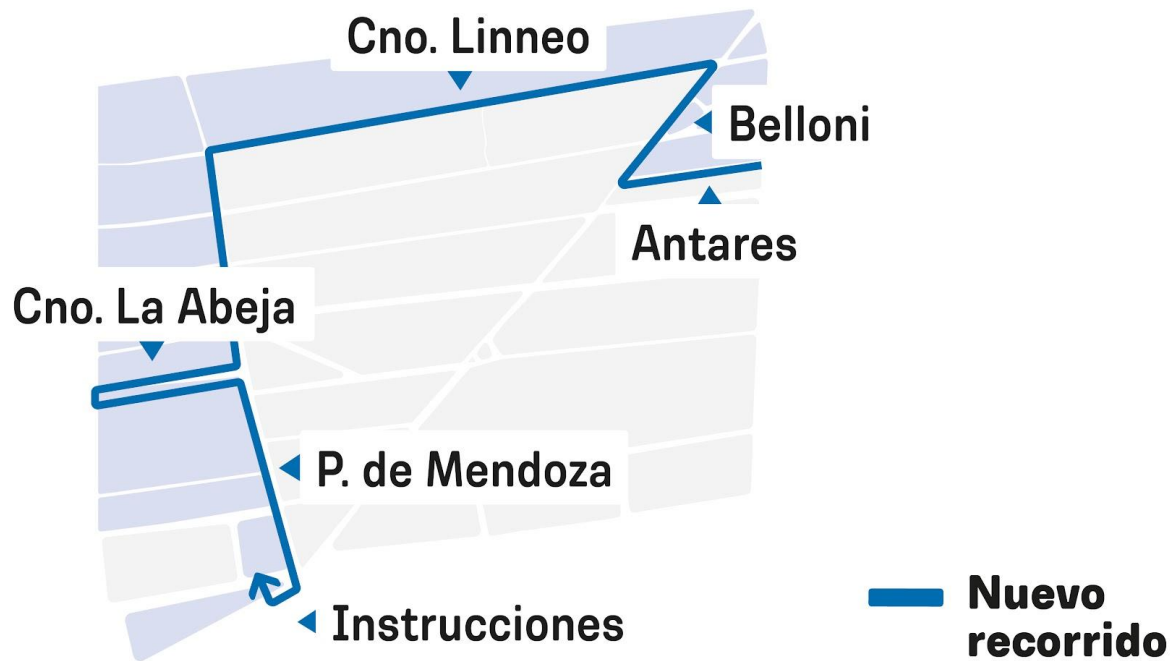 Cno. Linneo
Belloni
Antares
Cno. La Abeja
P. de Mendoza
Instrucciones
Nuevo
recorrido